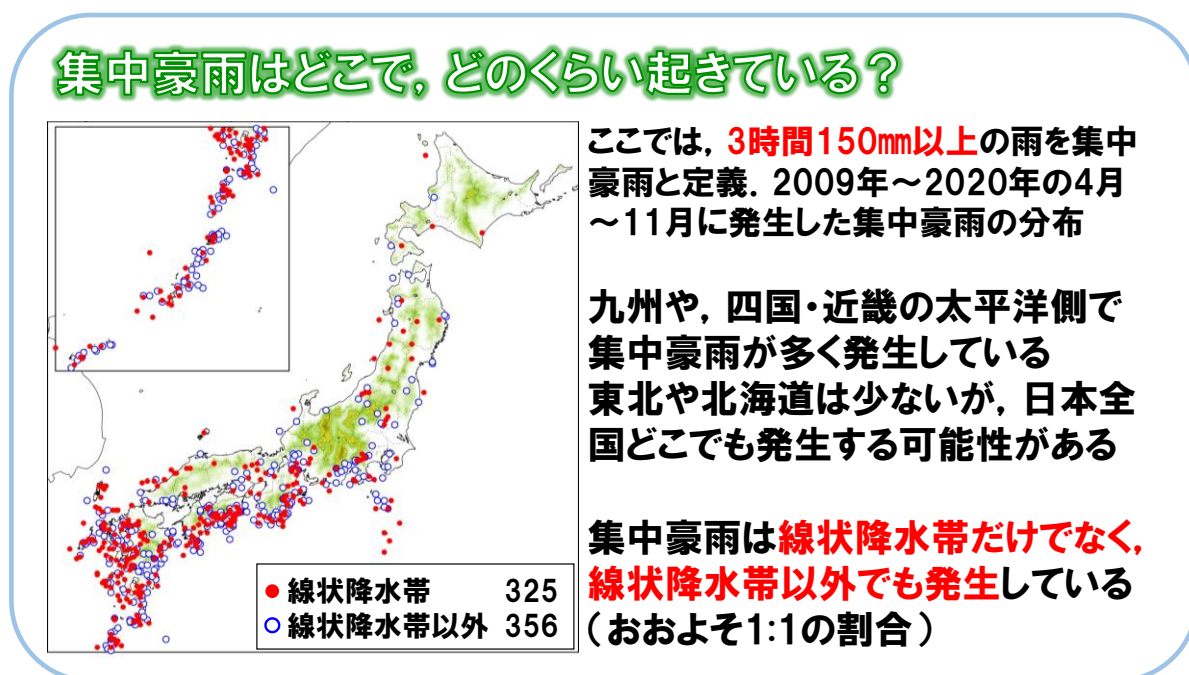 集中豪雨はどこで,どのくらい起きている？
ここでは,3時間150㎜以上の雨を集中
豪雨と定義．2009年～2020年の4月
～11月に発生した集中豪雨の分布
九州や,四国・近畿の太平洋側で
集中豪雨が多く発生している
東北や北海道は少ないが,日本全
国どこでも発生する可能性がある
集中豪雨は線状降水帯だけでなく,
線状降水帯以外でも発生している
（おおよそ1:1の割合）
線状降水帯 325
線状降水帯以外 356